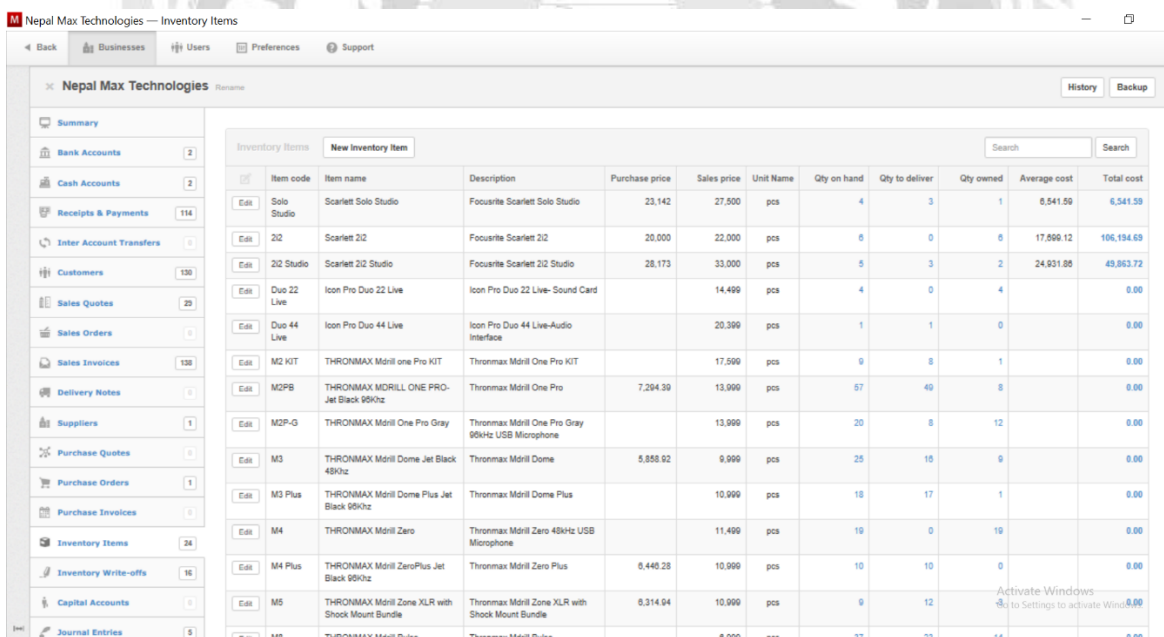 M Nepal Max Technologies — Inventory Items
Back Businesses Users Preferences Support
Nepal Max Technologies Rename History Backup
Summary
Bank Accounts 2
Cash Accounts 2
Receipts & Payments 114
Inter Account Transfers 0
Customers 130
Sales Quotes 25
Sales Orders 0
Sales Invoices 138
Delivery Notes 0
Suppliers 1
Purchase Quotes 0
Purchase Orders 1
Purchase Invoices 0
Inventory Items 24
Inventory Write-offs 16
Capital Accounts 0
Journal Entries 5
Inventory Items New Inventory Item Search Search
Item code Item name Description Purchase price Sales price Unit Name Qty on hand Qty to deliver Qty owned Average cost Total cost
Edit Solo Scarlett Solo Studio Focusrite Scarlett Solo Studio 23,142 27,500 pcs 4 3 1 6,541.59 6,541.59
Studio
Edit 2i2 Scarlett 2i2 Focusrite Scarlett 2i2 20,000 22,000 pcs 6 0 6 17,699.12 106,194.69
Edit 2i2 Studio Scarlett 2i2 Studio Focusrite Scarlett 2i2 Studio 28,173 33,000 pcs 5 3 2 24,931.86 49,863.72
Edit Duo 22 Icon Pro Duo 22 Live Icon Pro Duo 22 Live- Sound Card 14,499 pcs 4 0 4 0.00
Live
Edit Duo 44 Icon Pro Duo 44 Live Icon Pro Duo 44 Live-Audio 20,399 pcs 1 1 0 0.00
Live Interface
Edit M2 KIT THRONMAX Mdrill one Pro KIT Thronmax Mdrill One Pro KIT 17,599 pcs 9 8 1 0.00
Edit M2PB THRONMAX MDRILL ONE PRO- Thronmax Mdrill One Pro 7,294.39 13,999 pcs 57 49 8 0.00
Jet Black 96Khz
Edit M2P-G THRONMAX Mdrill One Pro Gray Thronmax Mdrill One Pro Gray 13,999 pcs 20 8 12 0.00
96kHz USB Microphone
Edit M3 THRONMAX Mdrill Dome Jet Black Thronmax Mdrill Dome 5,858.92 9,999 pcs 25 16 9 0.00
48Khz
Edit M3 Plus THRONMAX Mdrill Dome Plus Jet Thronmax Mdrill Dome Plus 10,999 pcs 18 17 1 0.00
Black 96Khz
Edit M4 THRONMAX Mdrill Zero Thronmax Mdrill Zero 48kHz USB 11,499 pcs 19 0 19 0.00
Microphone
Edit M4 Plus THRONMAX Mdrill ZeroPlus Jet Thronmax Mdrill Zero Plus 6,446.28 10,999 pcs 10 10 0 0.00
Black 96Khz
Edit M5 THRONMAX Mdrill Zone XLR with Thronmax Mdrill Zone XLR with 6,314.94 10,999 pcs 9 12 -3 0.00
Shock Mount Bundle Shock Mount Bundle
Activate Windows
Go to Settings to activate Windows.
THRONMAX Mdrill Pulse Thronmax Mdrill Pulse